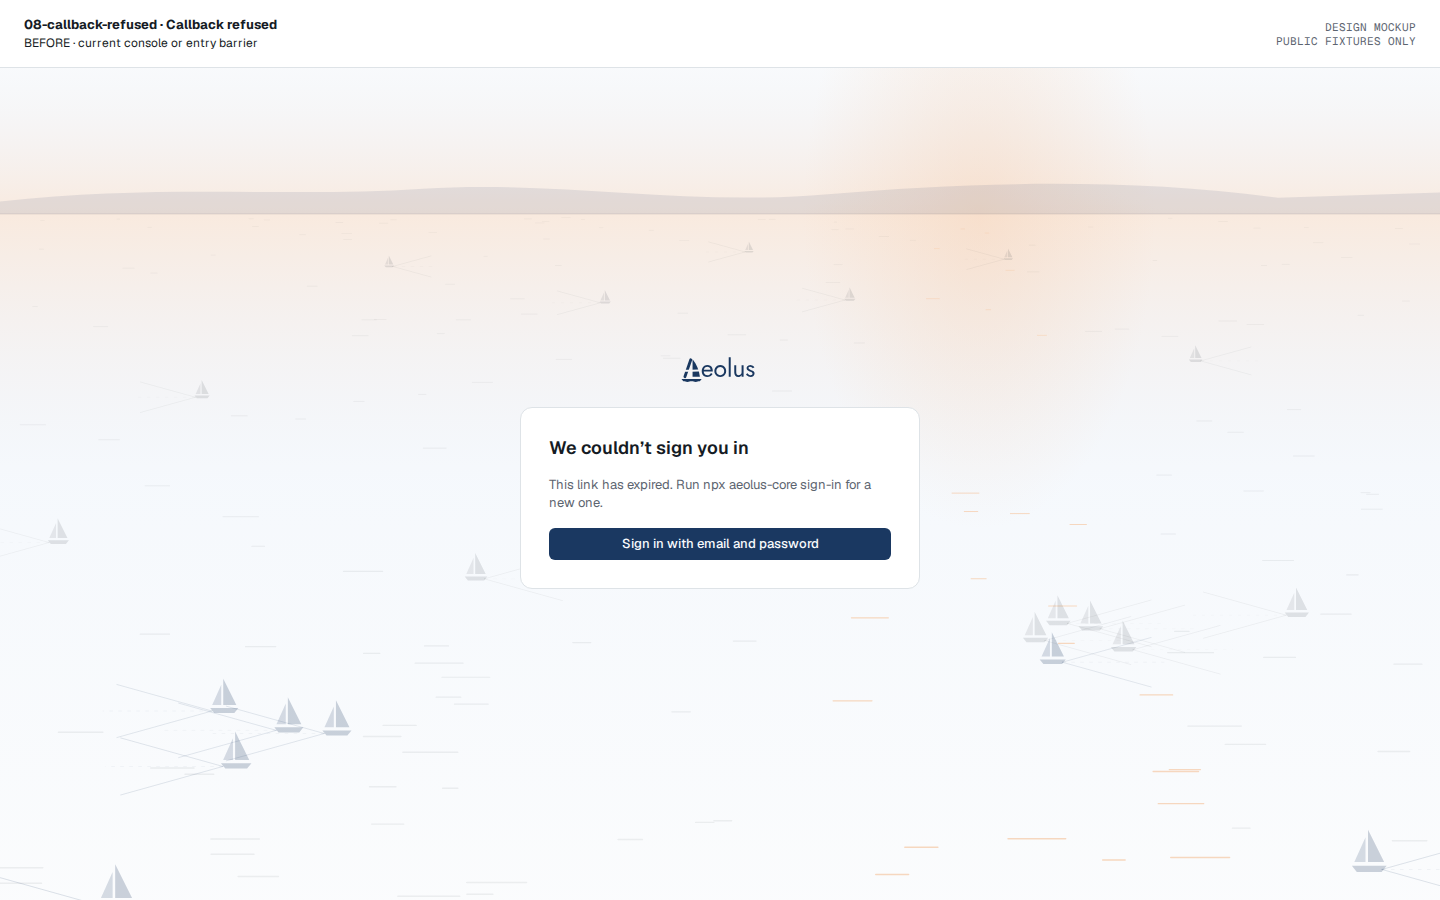 08-callback-refused · Callback refused
BEFORE · current console or entry barrier
DESIGN MOCKUP
PUBLIC FIXTURES ONLY
Aeolus
We couldn’t sign you in
This link has expired. Run npx aeolus-core sign-in for a
new one.
Sign in with email and password